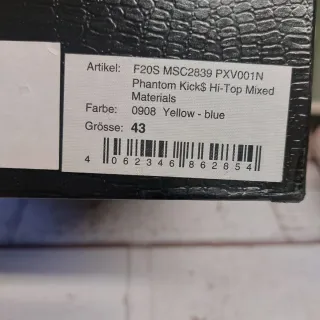 Artikel: F20S MSC2839 PXV001N
Phantom Kick$ Hi-Top Mixed
Materials
Farbe: 0908 Yellow - blue
Grösse: 43
4 062346 862854